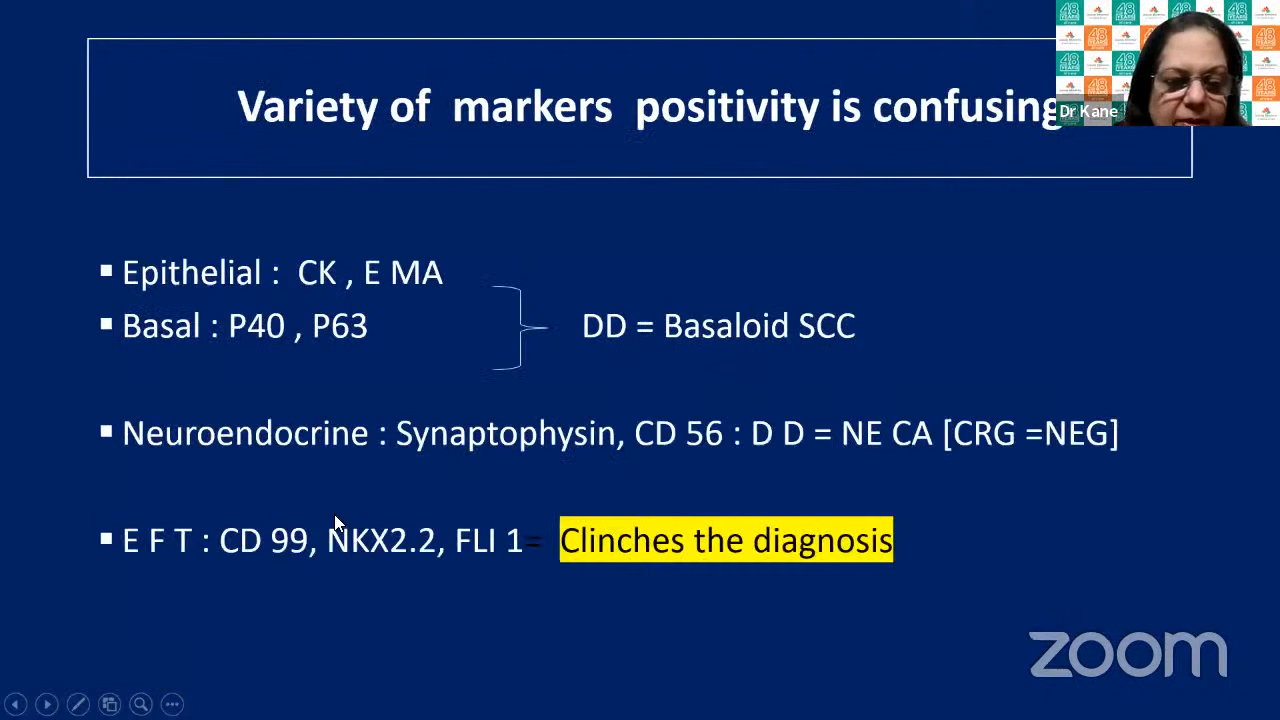 Variety of markers positivity is confusing
Dr Kane
▪ Epithelial : CK , E MA
▪ Basal : P40 , P63
DD = Basaloid SCC
▪ Neuroendocrine : Synaptophysin, CD 56 : D D = NE CA [CRG =NEG]
▪ E F T : CD 99, NKX2.2, FLI 1= Clinches the diagnosis
zoom